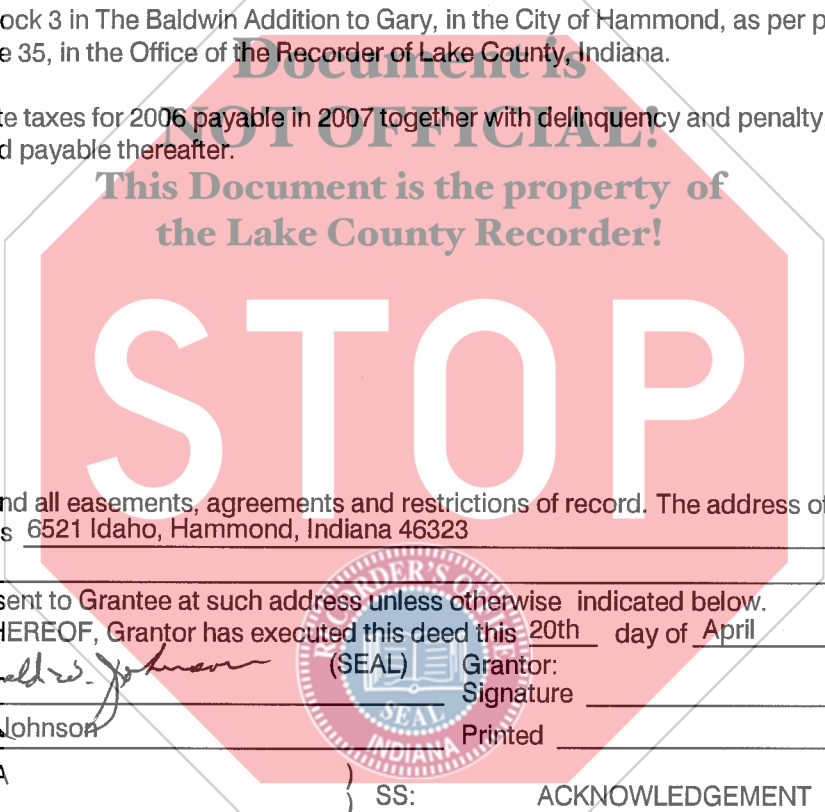 ock 3 in The Baldwin Addition to Gary, in the City of Hammond, as per p
e 35, in the Office of the Recorder of Lake County, Indiana.
Document is
te taxes for 2006 payable in 2007 together with delinquency and penalty
NOT OFFICIAL!
d payable thereafter.
This Document is the property of
the Lake County Recorder!
STOP
nd all easements, agreements and restrictions of record. The address of
s 6521 Idaho, Hammond, Indiana 46323
sent to Grantee at such address unless otherwise indicated below.
HEREOF, Grantor has executed this deed this 20th day of April
eld W. Johnson (SEAL) Grantor:
Signature
Johnson Printed
RECORDER'S OFFICE
SEAL
INDIANA
A
) SS: ACKNOWLEDGEMENT